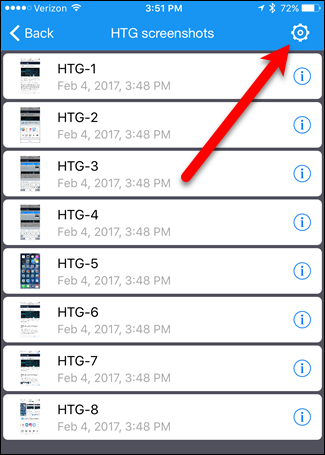 Verizon 3:51 PM 72%
Back HTG screenshots
HTG-1
Feb 4, 2017, 3:48 PM
HTG-2
Feb 4, 2017, 3:48 PM
HTG-3
Feb 4, 2017, 3:48 PM
HTG-4
Feb 4, 2017, 3:48 PM
HTG-5
Feb 4, 2017, 3:48 PM
HTG-6
Feb 4, 2017, 3:48 PM
HTG-7
Feb 4, 2017, 3:48 PM
HTG-8
Feb 4, 2017, 3:48 PM